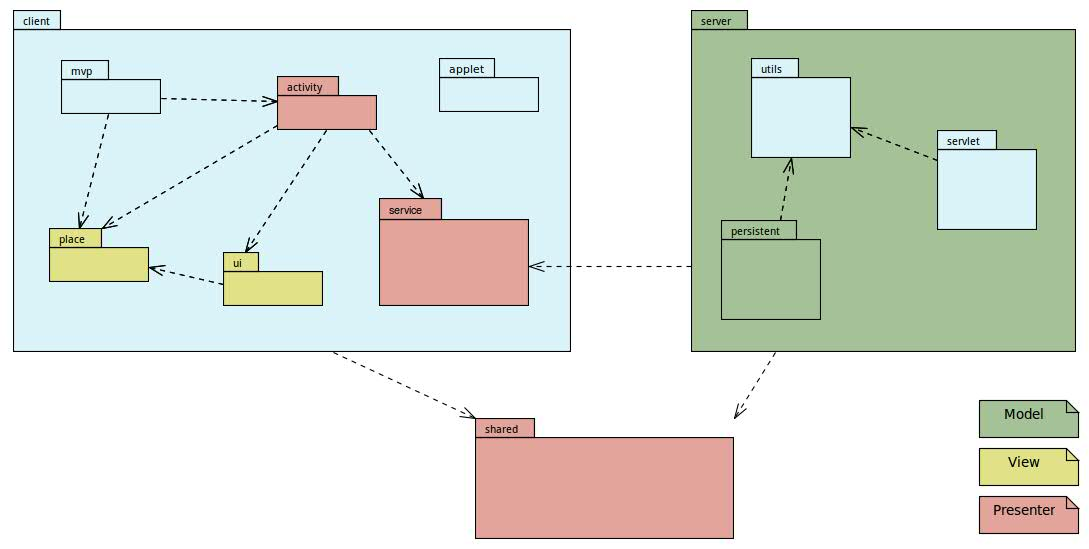 client
mvp
activity
applet
place
ui
service
server
utils
servlet
persistent
shared
Model
View
Presenter